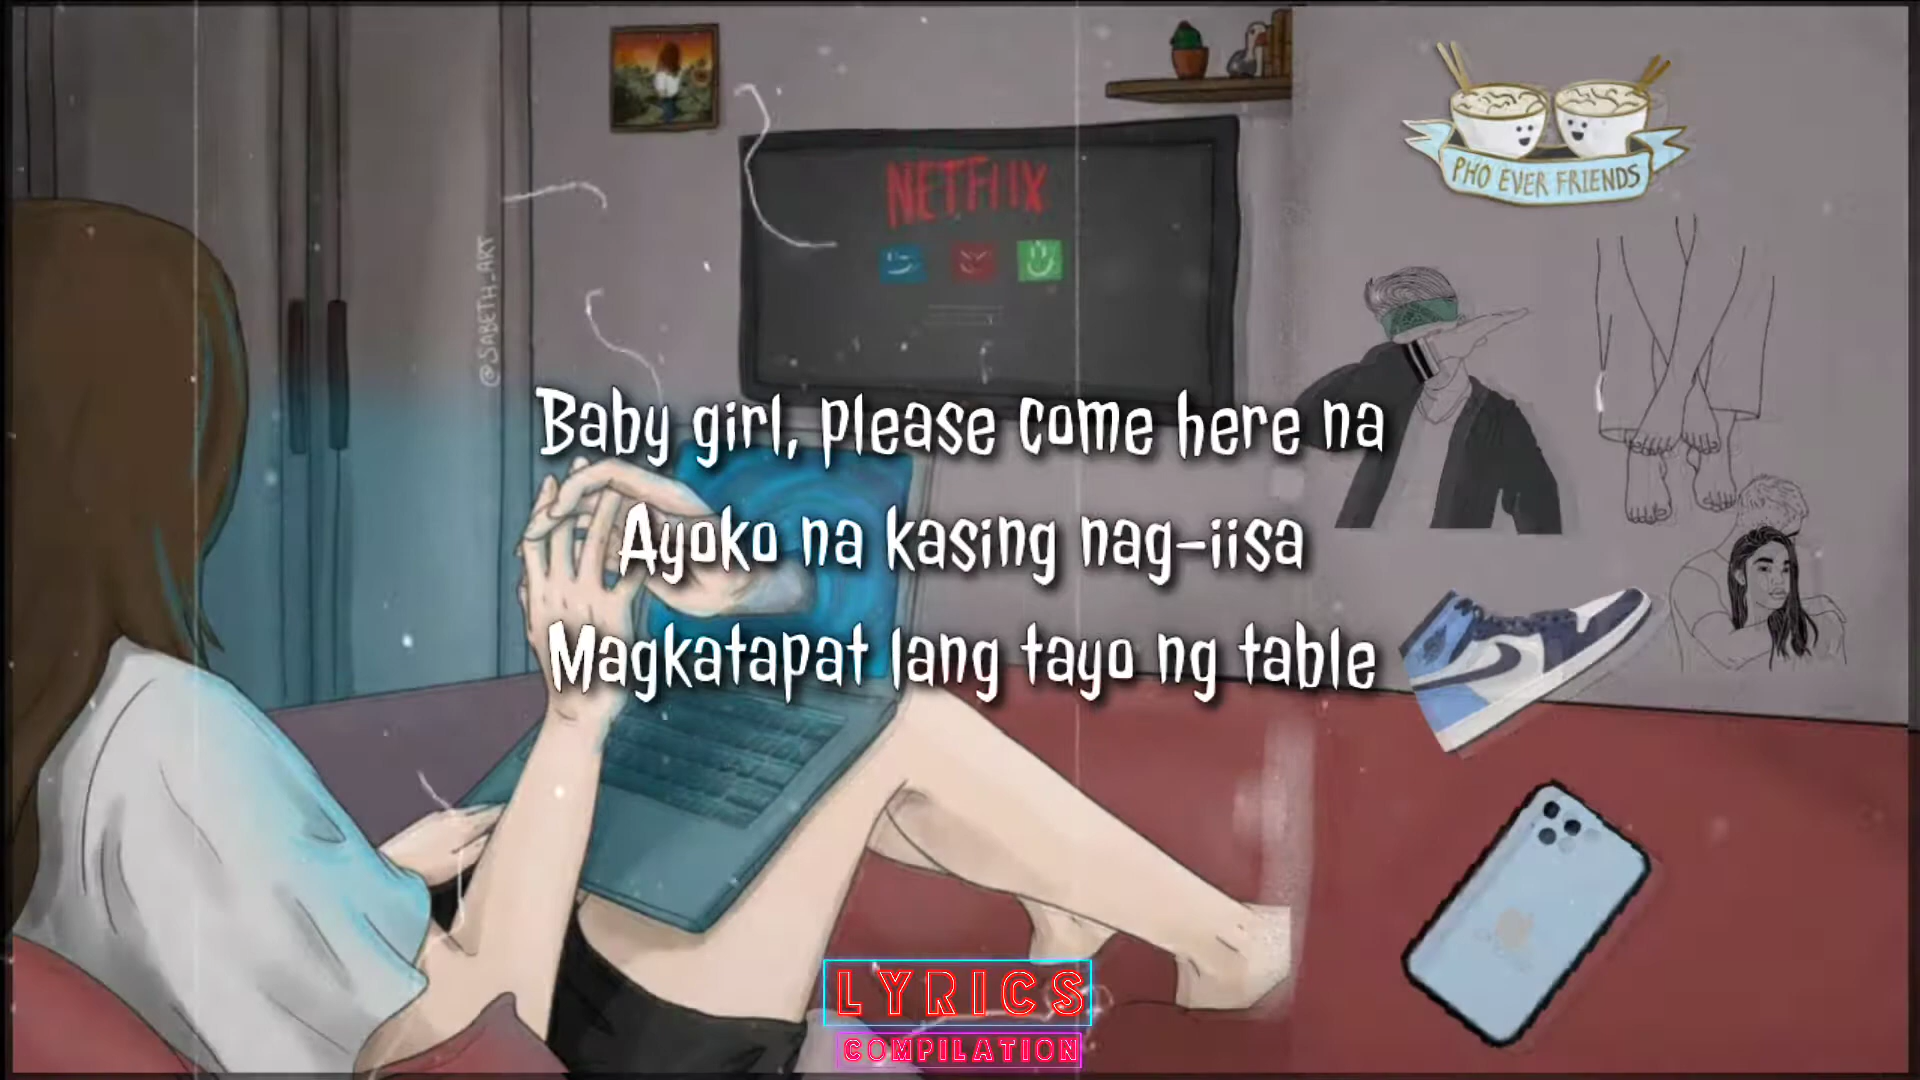 NETFLIX
PHO EVER FRIENDS
@SABETH_ART
Baby girl, please come here na
Ayoko na kasing nag-iisa
Magkatapat lang tayo ng table
LYRICS
COMPILATION